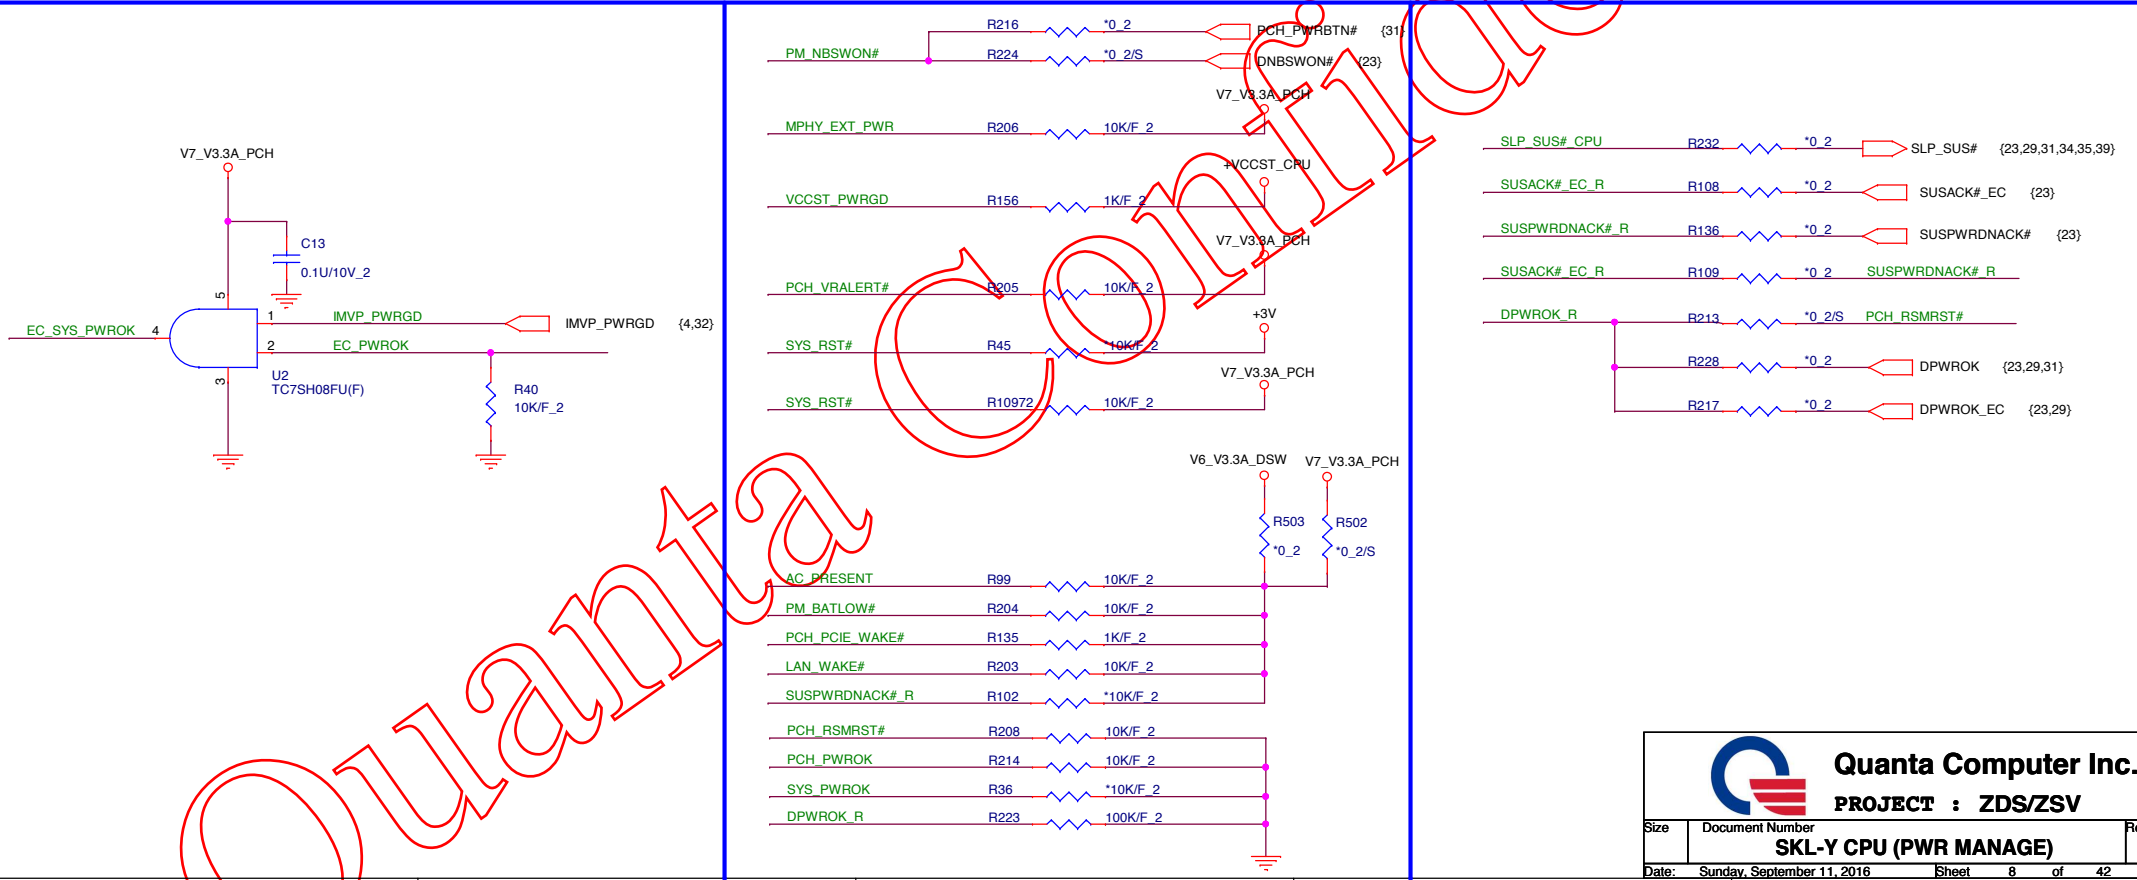 V7_V3.3A_PCH
C13
0.1U/10V_2
5
EC_SYS_PWROK 4
1 IMVP_PWRGD IMVP_PWRGD {4,32}
2 EC_PWROK
3
U2
TC7SH08FU(F)
R40
10K/F_2
R216 *0_2 PCH_PWRBTN# {31}
PM_NBSWON# R224 *0_2/S DNBSWON# {23}
V7_V3.3A_PCH
MPHY_EXT_PWR R206 10K/F_2
+VCCST_CPU
VCCST_PWRGD R156 1K/F_2
V7_V3.3A_PCH
PCH_VRALERT# R205 10K/F_2
+3V
SYS_RST# R45 *10K/F_2
V7_V3.3A_PCH
SYS_RST# R10972 10K/F_2
V6_V3.3A_DSW V7_V3.3A_PCH
R503 R502
*0_2 *0_2/S
AC_PRESENT R99 10K/F_2
PM_BATLOW# R204 10K/F_2
PCH_PCIE_WAKE# R135 1K/F_2
LAN_WAKE# R203 10K/F_2
SUSPWRDNACK#_R R102 *10K/F_2
PCH_RSMRST# R208 10K/F_2
PCH_PWROK R214 10K/F_2
SYS_PWROK R36 *10K/F_2
DPWROK_R R223 100K/F_2
SLP_SUS#_CPU R232 *0_2 SLP_SUS# {23,29,31,34,35,39}
SUSACK#_EC_R R108 *0_2 SUSACK#_EC {23}
SUSPWRDNACK#_R R136 *0_2 SUSPWRDNACK# {23}
SUSACK#_EC_R R109 *0_2 SUSPWRDNACK#_R
DPWROK_R R213 *0_2/S PCH_RSMRST#
R228 *0_2 DPWROK {23,29,31}
R217 *0_2 DPWROK_EC {23,29}
Quanta Computer Inc.
PROJECT : ZDS/ZSV
Size Document Number
SKL-Y CPU (PWR MANAGE)
Date: Sunday, September 11, 2016 Sheet 8 of 42
Quanta